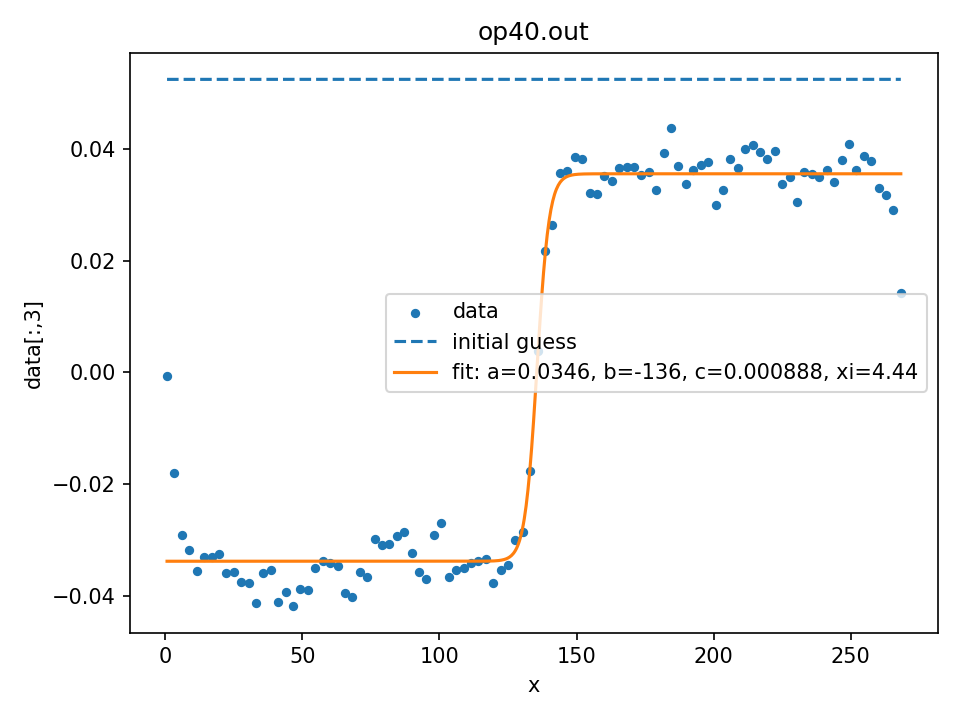 op40.out
data[:,3]
0.04
0.02
0.00
−0.02
−0.04
data
initial guess
fit: a=0.0346, b=-136, c=0.000888, xi=4.44
0 50 100 150 200 250
x